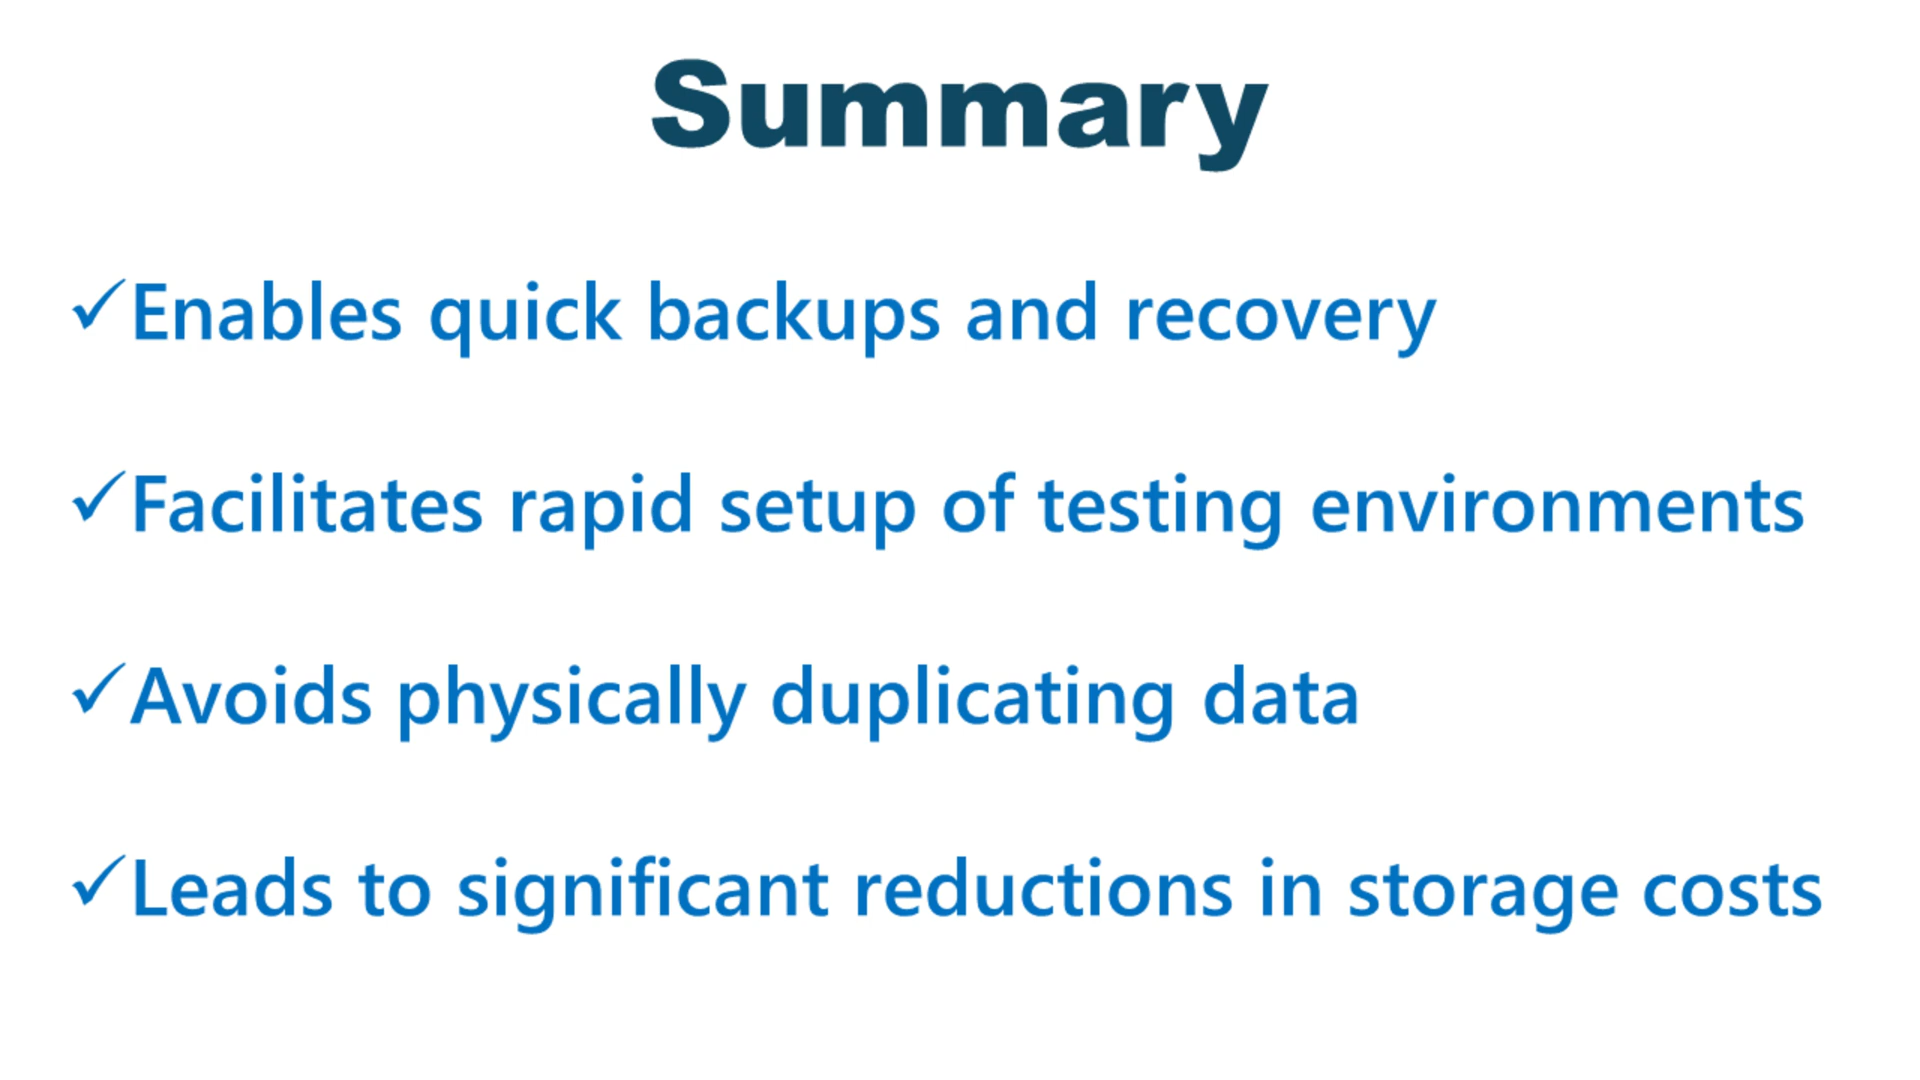 Summary
✓Enables quick backups and recovery
✓Facilitates rapid setup of testing environments
✓Avoids physically duplicating data
✓Leads to significant reductions in storage costs